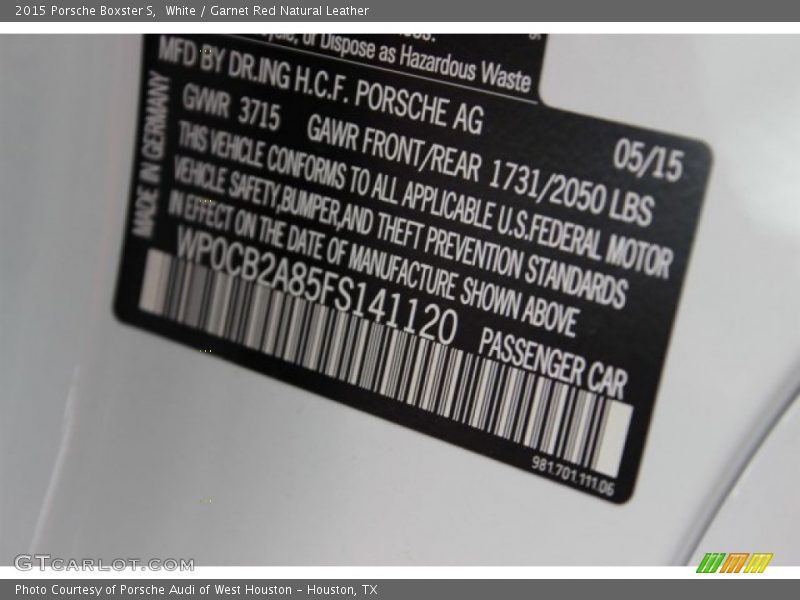 2015 Porsche Boxster S,  White / Garnet Red Natural Leather
or Dispose as Hazardous Waste
MFD BY DR.ING H.C.F. PORSCHE AG
05/15
GVWR 3715 GAWR FRONT/REAR 1731/2050 LBS
THIS VEHICLE CONFORMS TO ALL APPLICABLE U.S.FEDERAL MOTOR
VEHICLE SAFETY,BUMPER,AND THEFT PREVENTION STANDARDS
IN EFFECT ON THE DATE OF MANUFACTURE SHOWN ABOVE
WP0CB2A85FS141120 PASSENGER CAR
981.701.111.06
MADE IN GERMANY
GTCARLOT.COM
Photo Courtesy of Porsche Audi of West Houston - Houston, TX